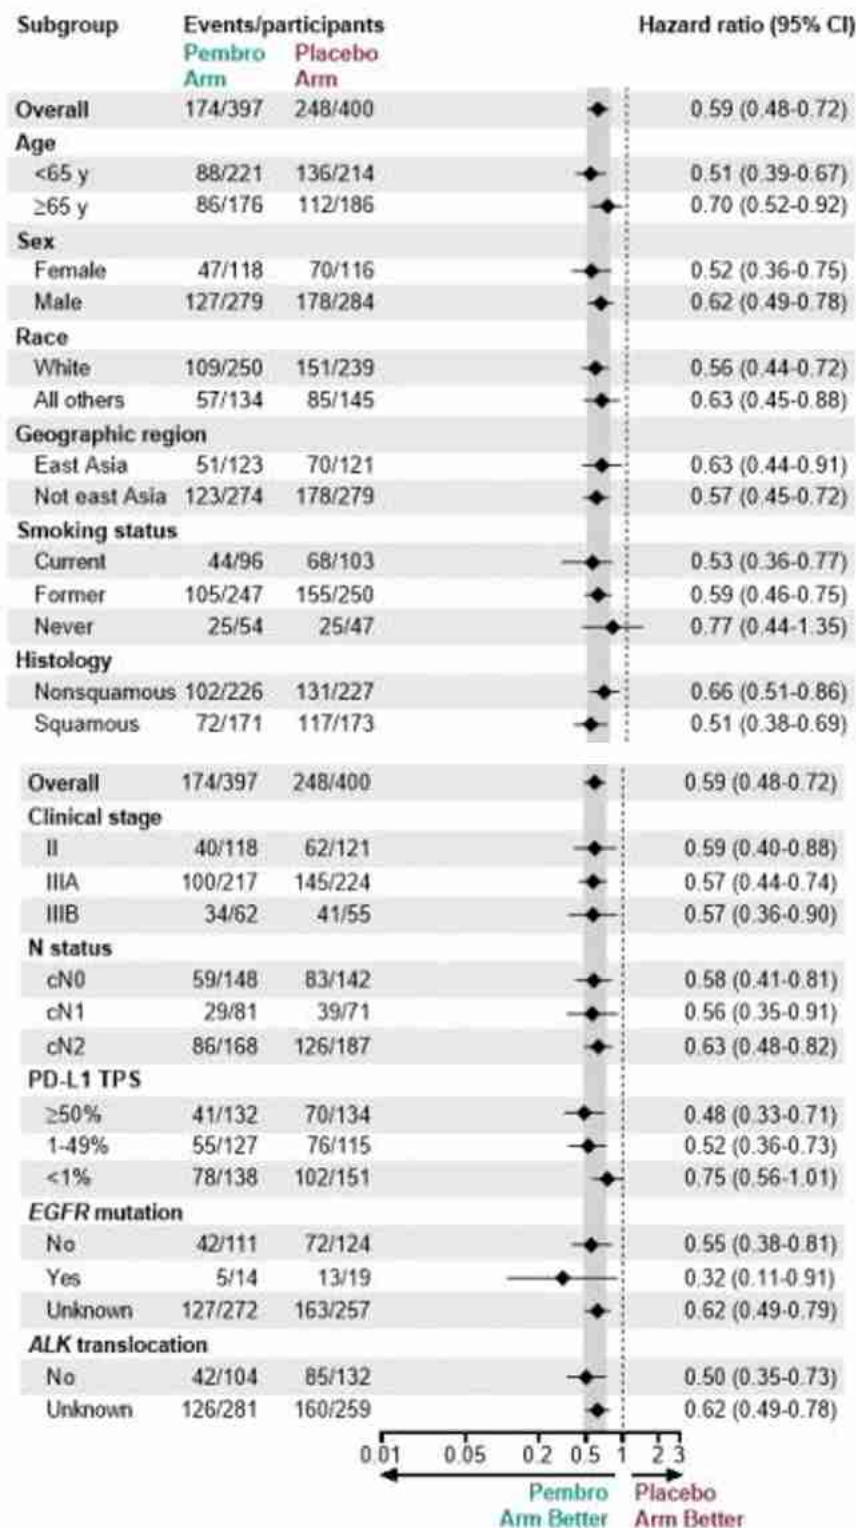 Subgroup Events/participants Hazard ratio (95% CI)
Pembro Placebo
Arm Arm
Overall 174/397 248/400 0.59 (0.48-0.72)
Age
<65 y 88/221 136/214 0.51 (0.39-0.67)
≥65 y 86/176 112/186 0.70 (0.52-0.92)
Sex
Female 47/118 70/116 0.52 (0.36-0.75)
Male 127/279 178/284 0.62 (0.49-0.78)
Race
White 109/250 151/239 0.56 (0.44-0.72)
All others 57/134 85/145 0.63 (0.45-0.88)
Geographic region
East Asia 51/123 70/121 0.63 (0.44-0.91)
Not east Asia 123/274 178/279 0.57 (0.45-0.72)
Smoking status
Current 44/96 68/103 0.53 (0.36-0.77)
Former 105/247 155/250 0.59 (0.46-0.75)
Never 25/54 25/47 0.77 (0.44-1.35)
Histology
Nonsquamous 102/226 131/227 0.66 (0.51-0.86)
Squamous 72/171 117/173 0.51 (0.38-0.69)
Overall 174/397 248/400 0.59 (0.48-0.72)
Clinical stage
II 40/118 62/121 0.59 (0.40-0.88)
IIIA 100/217 145/224 0.57 (0.44-0.74)
IIIB 34/62 41/55 0.57 (0.36-0.90)
N status
cN0 59/148 83/142 0.58 (0.41-0.81)
cN1 29/81 39/71 0.56 (0.35-0.91)
cN2 86/168 126/187 0.63 (0.48-0.82)
PD-L1 TPS
≥50% 41/132 70/134 0.48 (0.33-0.71)
1-49% 55/127 76/115 0.52 (0.36-0.73)
<1% 78/138 102/151 0.75 (0.56-1.01)
EGFR mutation
No 42/111 72/124 0.55 (0.38-0.81)
Yes 5/14 13/19 0.32 (0.11-0.91)
Unknown 127/272 163/257 0.62 (0.49-0.79)
ALK translocation
No 42/104 85/132 0.50 (0.35-0.73)
Unknown 126/281 160/259 0.62 (0.49-0.78)
0.01 0.05 0.2 0.5 1 2 3
Pembro Placebo
Arm Better Arm Better